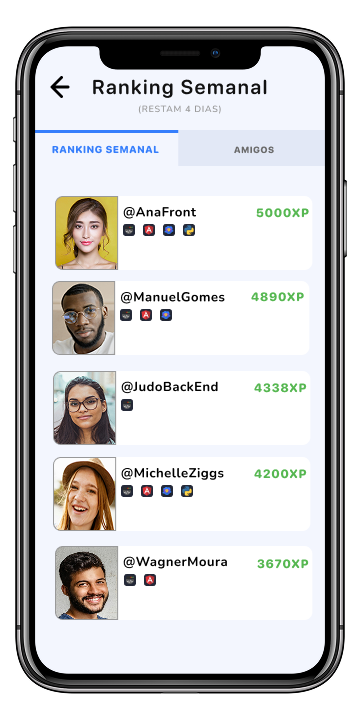 Ranking Semanal
(RESTAM 4 DIAS)
RANKING SEMANAL
AMIGOS
@AnaFront
5000XP
@ManuelGomes
4890XP
@JudoBackEnd
4338XP
@MichelleZiggs
4200XP
@WagnerMoura
3670XP